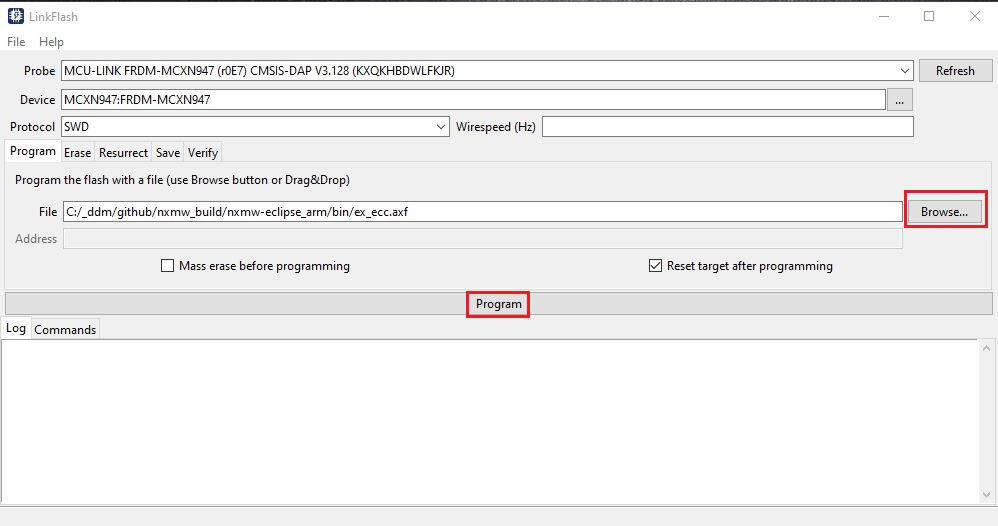 LinkFlash
File Help
Probe MCU-LINK FRDM-MCXN947 (r0E7) CMSIS-DAP V3.128 (KXQKHBDWLFKJR) Refresh
Device MCXN947:FRDM-MCXN947 ...
Protocol SWD Wirespeed (Hz)
Program Erase Resurrect Save Verify
Program the flash with a file (use Browse button or Drag&Drop)
File C:/_ddm/github/nxmw_build/nxmw-eclipse_arm/bin/ex_ecc.axf Browse...
Address
Mass erase before programming Reset target after programming
Program
Log Commands